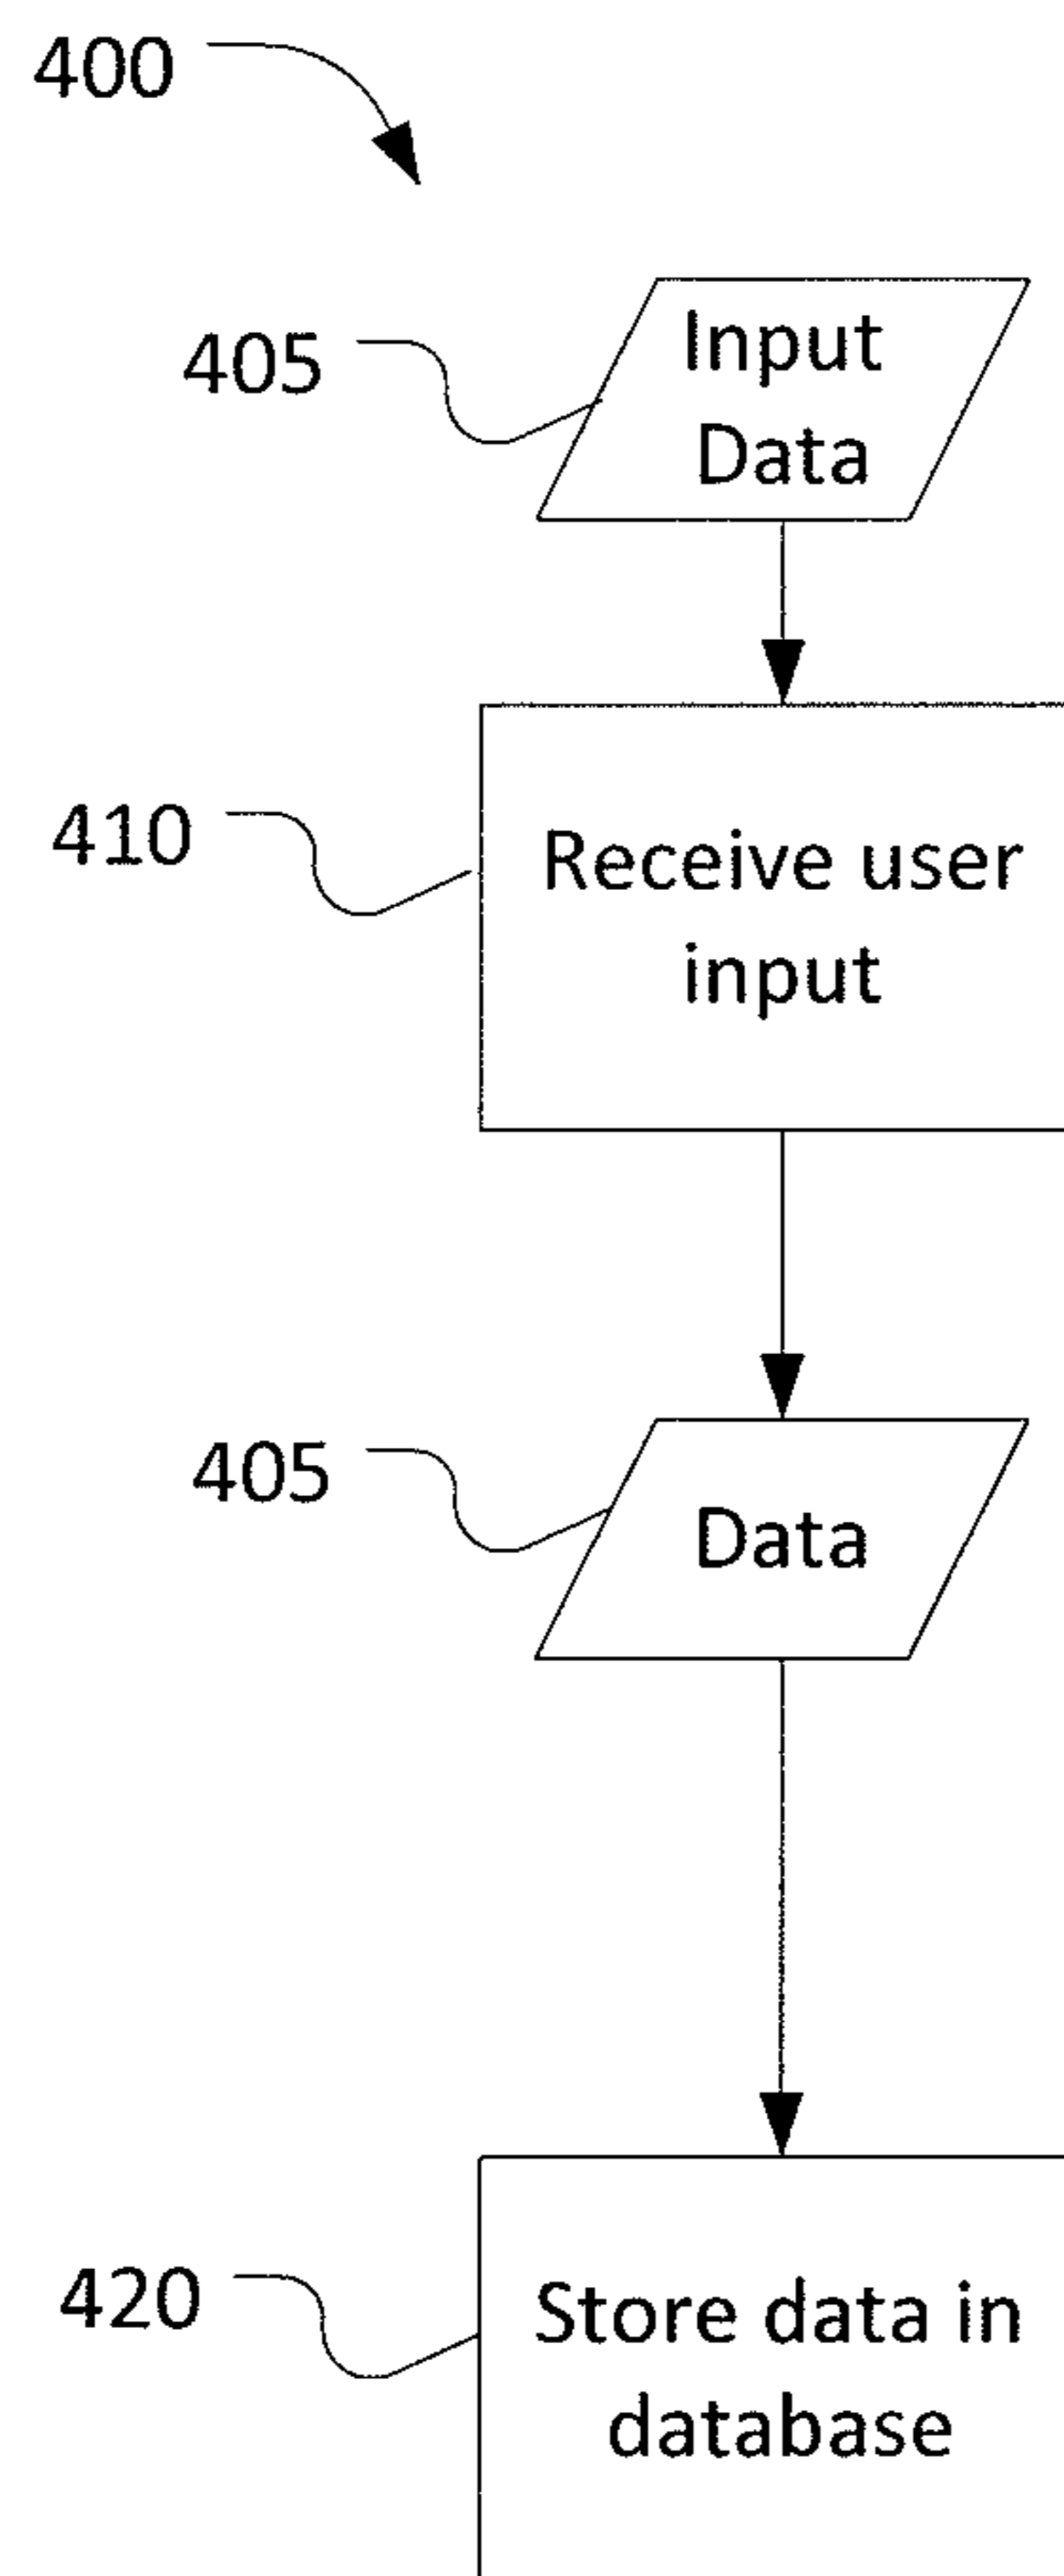 400
405
Input
Data
410
Receive user
input
405
Data
420
Store data in
database